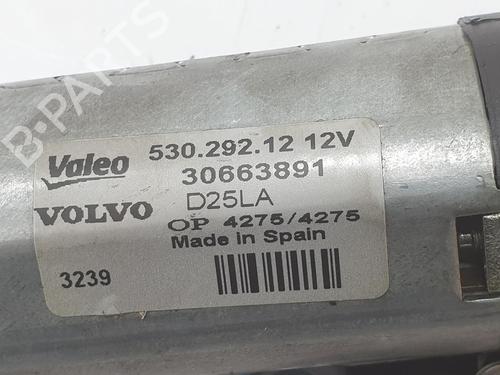 Valeo 530.292.12 12V
30663891
VOLVO D25LA
OP 4275/4275
Made in Spain
3239
B-PARTS